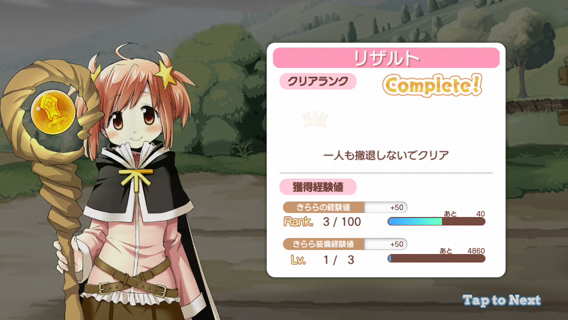 リザルト
クリアランク
Complete!
一人も撤退しないでクリア
獲得経験値
きららの経験値 +50
Rank. 3 / 100 あと 40
きらら装備経験値 +50
Lv. 1 / 3 あと 4860
Tap to Next